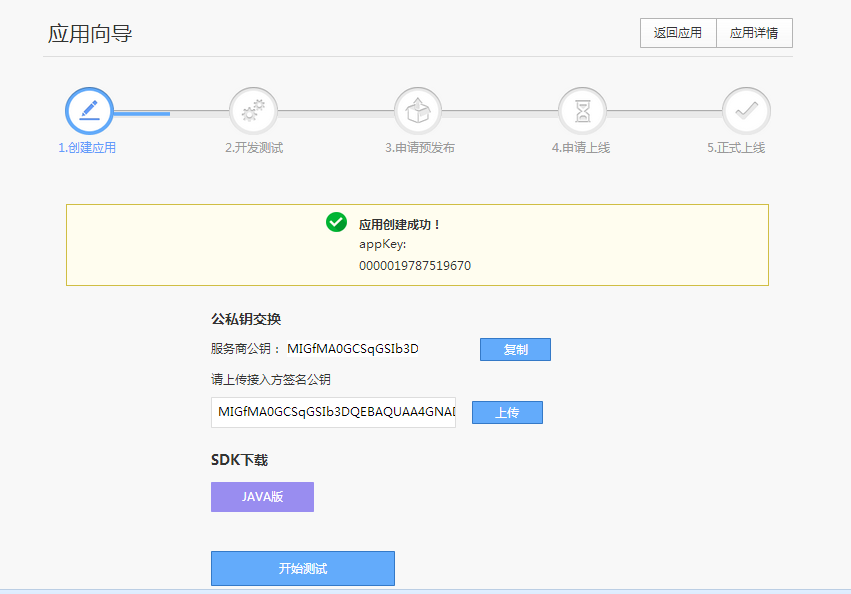 应用向导
返回应用 应用详情
1.创建应用 2.开发测试 3.申请预发布 4.申请上线 5.正式上线
应用创建成功！
appKey:
0000019787519670
公私钥交换
服务商公钥： MIGfMA0GCSqGSIb3D 复制
请上传接入方签名公钥
MIGfMA0GCSqGSIb3DQEBAQUAA4GNAD 上传
SDK下载
JAVA版
开始测试